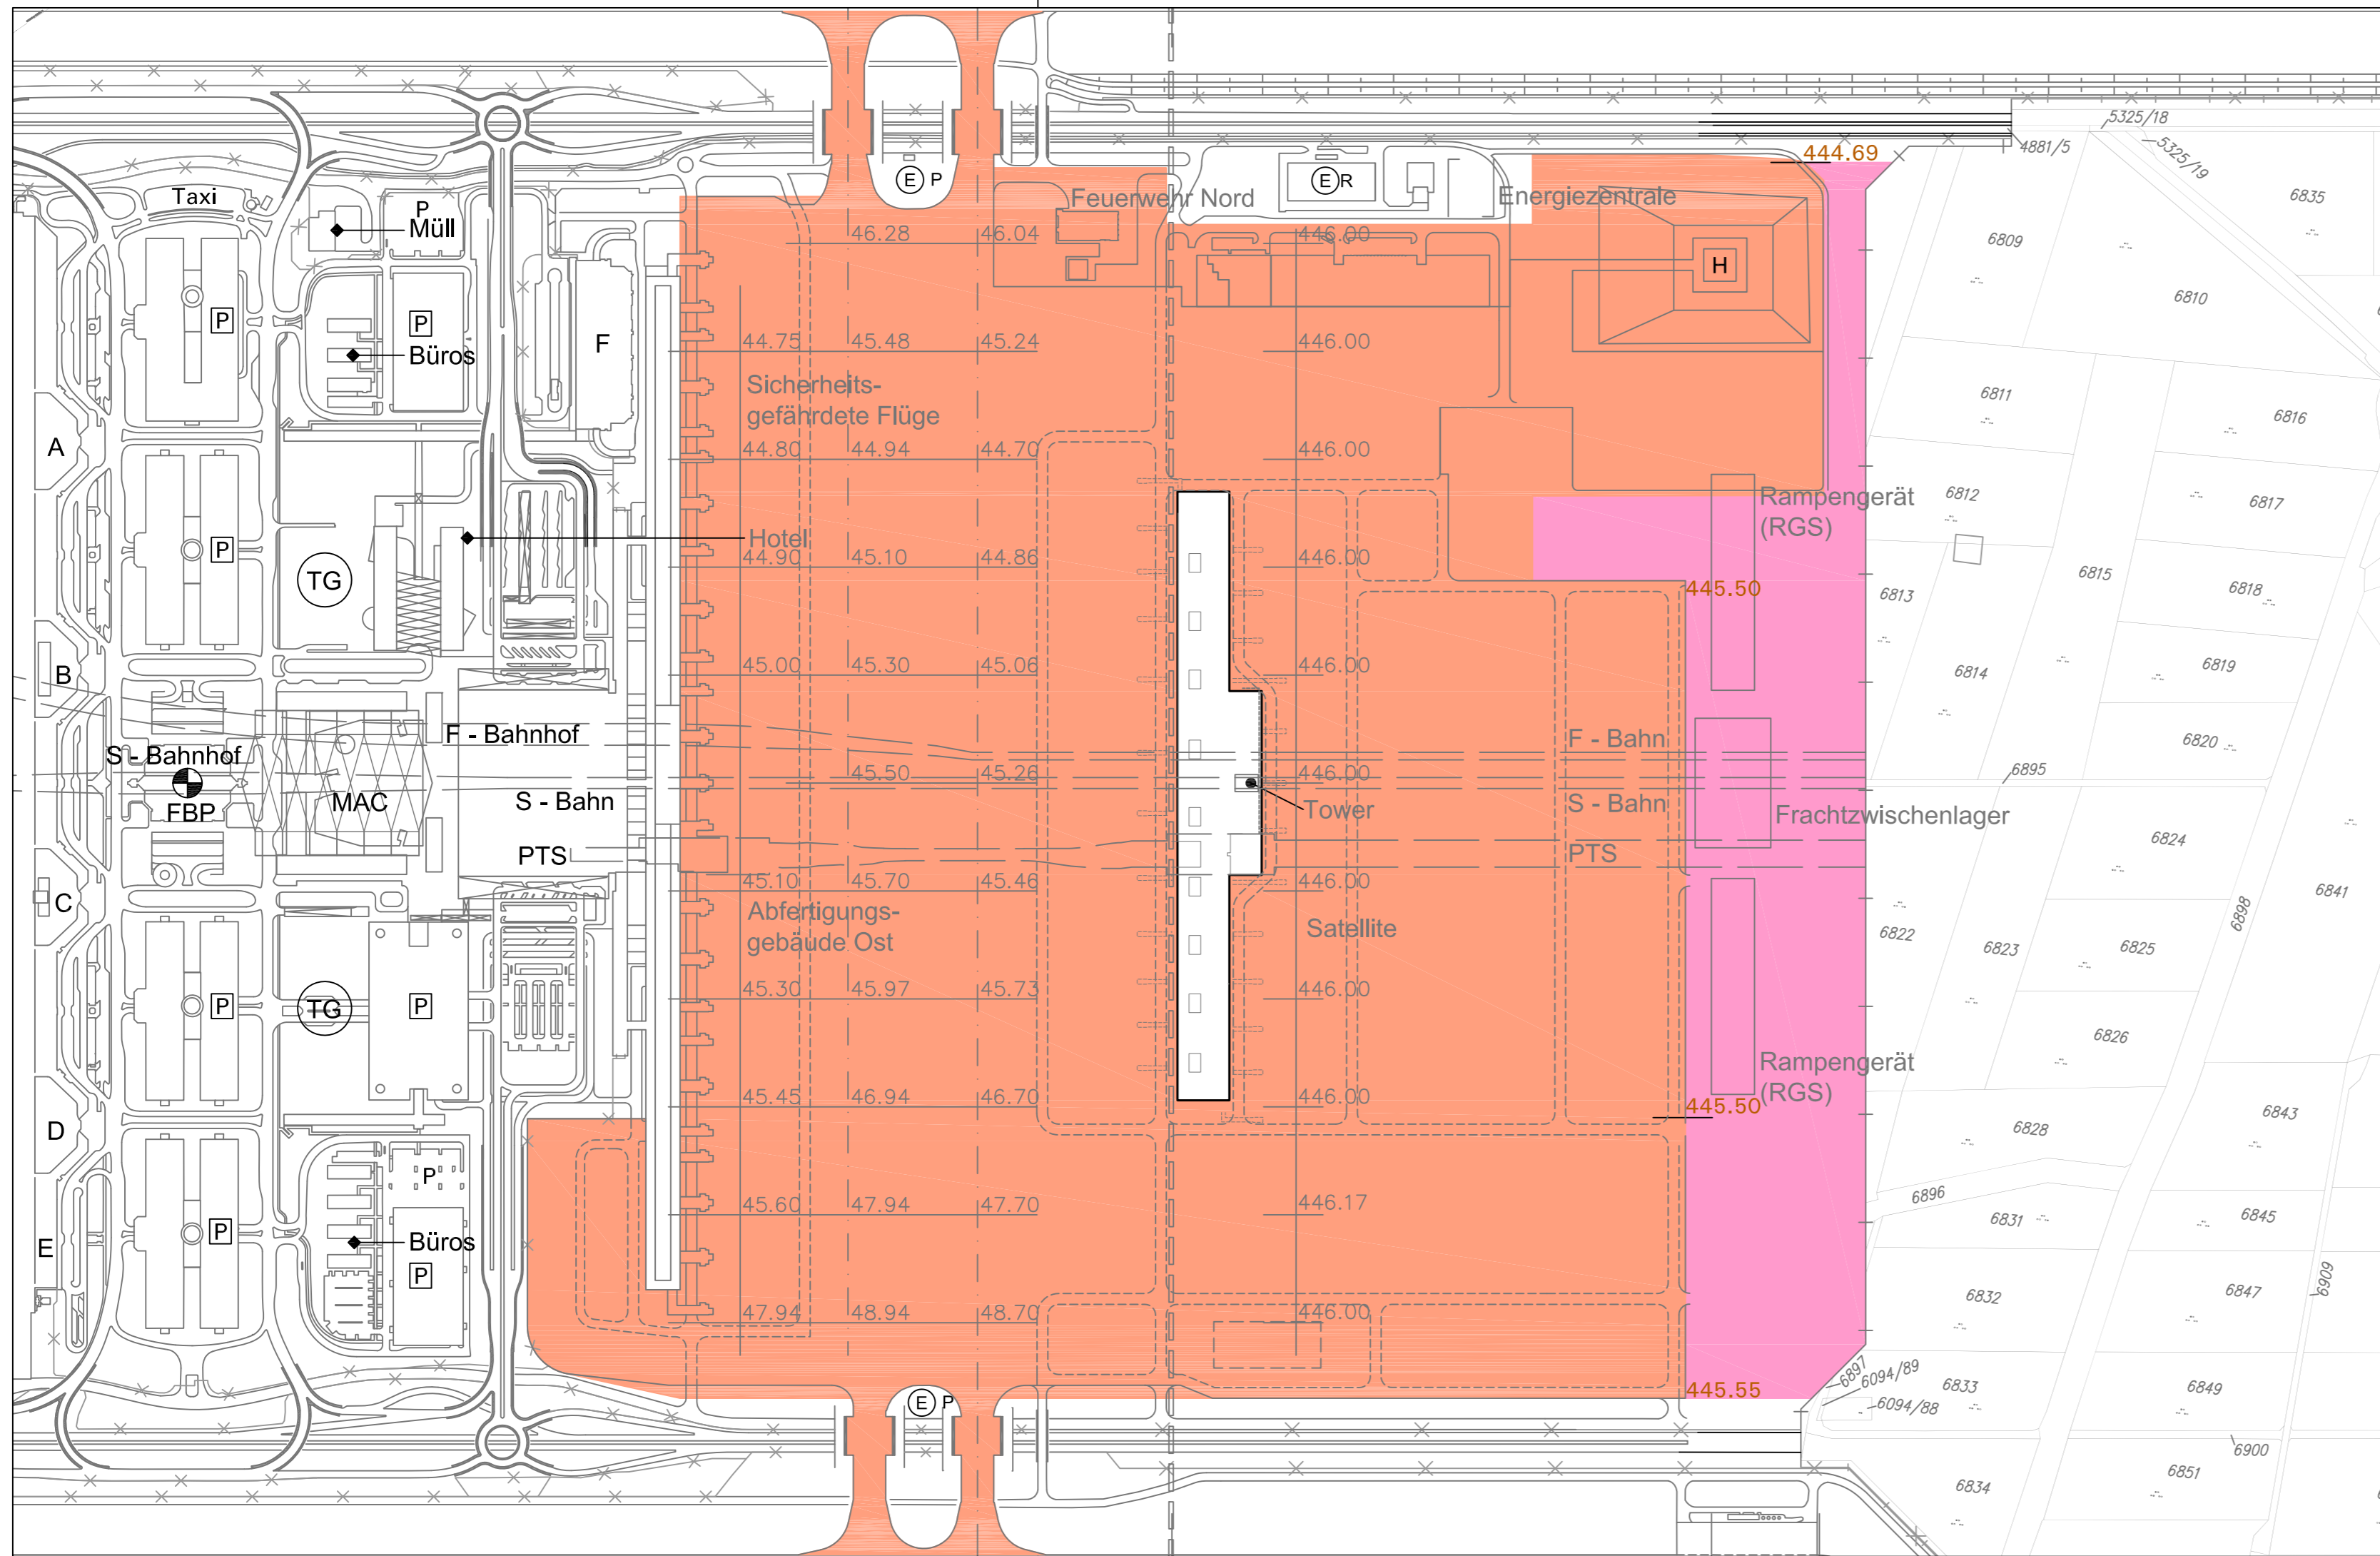 5325/18
4881/5
5325/19
444.69
6835
E P
E R
Taxi
P
Müll
Feuerwehr Nord
Energiezentrale
46.28
46.04
446.00
6809
H
6810
P
P
F
44.75
45.48
45.24
446.00
Büros
Sicherheits-
gefährdete Flüge
6811
6816
A
44.80
44.94
44.70
446.00
Rampengerät
(RGS)
6812
6817
Hotel
P
44.90
45.10
44.86
446.00
TG
445.50
6813
6815
6818
B
45.00
45.30
45.06
446.00
6814
6819
F - Bahnhof
F - Bahn
6820
S - Bahnhof
45.50
45.26
446.00
6895
FBP
MAC
S - Bahn
Tower
S - Bahn
Frachtzwischenlager
6824
PTS
PTS
45.10
45.70
45.46
446.00
6841
C
Abfertigungs-
gebäude Ost
Satellite
6898
6822
6823
6825
45.30
45.97
45.73
446.00
P
TG
P
6826
Rampengerät
(RGS)
45.45
46.94
46.70
446.00
445.50
6843
D
6828
P
6896
45.60
47.94
47.70
446.17
6831
6845
P
E
Büros
P
6909
6832
6847
47.94
48.94
48.70
446.00
6897
6094/89
6833
6849
445.55
E P
6094/88
6900
6851
6834